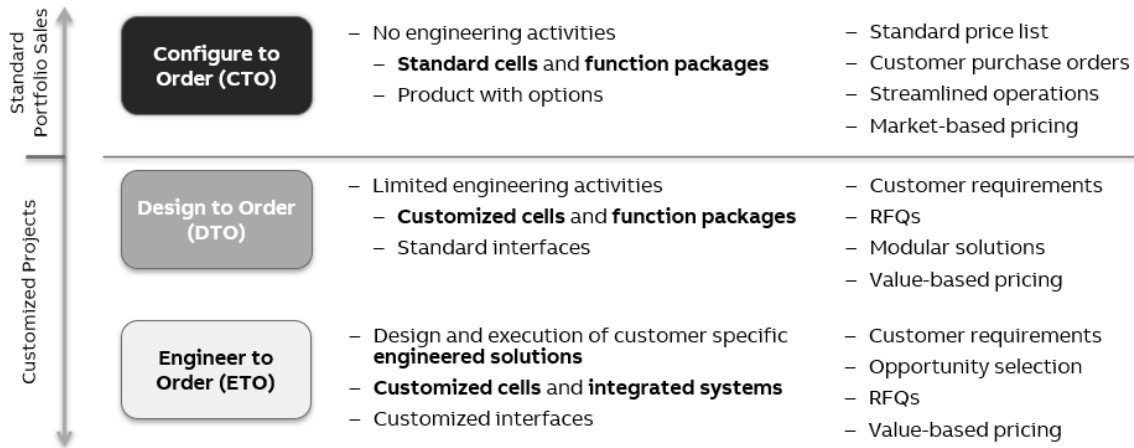 Standard
Portfolio Sales
Configure to
Order (CTO)
– No engineering activities
– Standard cells and function packages
– Product with options
– Standard price list
– Customer purchase orders
– Streamlined operations
– Market-based pricing
Customized Projects
Design to Order
(DTO)
– Limited engineering activities
– Customized cells and function packages
– Standard interfaces
– Customer requirements
– RFQs
– Modular solutions
– Value-based pricing
Engineer to
Order (ETO)
– Design and execution of customer specific
engineered solutions
– Customized cells and integrated systems
– Customized interfaces
– Customer requirements
– Opportunity selection
– RFQs
– Value-based pricing